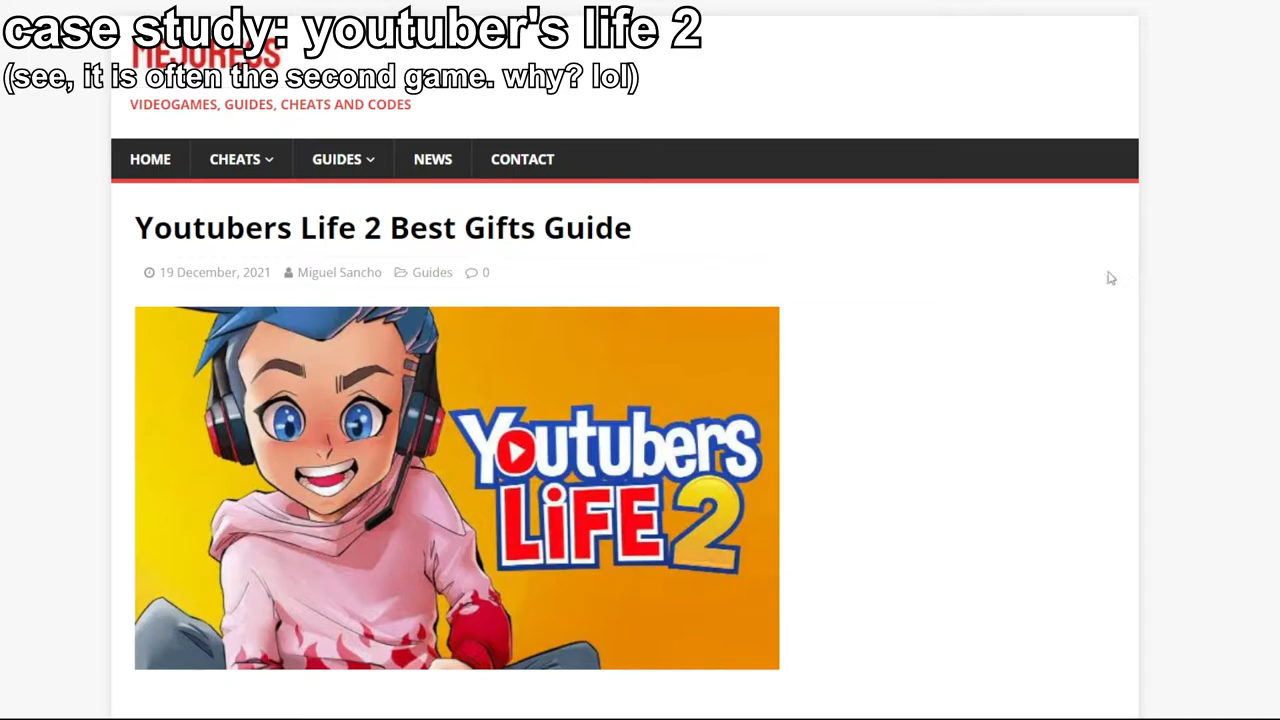 case study: youtuber's life 2
MEJORESS
(see, it is often the second game. why? lol)
VIDEOGAMES, GUIDES, CHEATS AND CODES
HOME CHEATS GUIDES NEWS CONTACT
Youtubers Life 2 Best Gifts Guide
19 December, 2021 Miguel Sancho Guides 0
Youtubers
LiFE 2